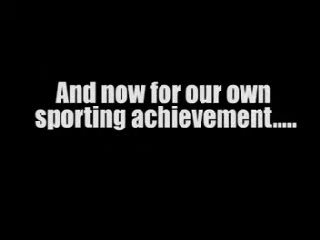 And now for our own
sporting achievement.....